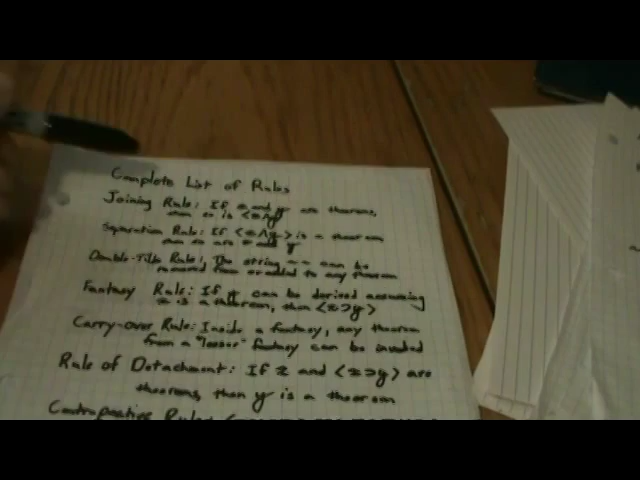 Complete List of Rules
Joining Rule: If x and y are theorems,
then so is <x∧y>
Separation Rule: If <x∧y> is a theorem
then so are x and y
Double-Tilde Rule: The string ~~ can be
removed from or added to any theorem
Fantasy Rule: If y can be derived assuming
x is a theorem, then <x⊃y>
Carry-over Rule: Inside a fantasy, any theorem
from a "lesser" fantasy can be invoked
Rule of Detachment: If x and <x⊃y> are
theorems, then y is a theorem
Contrapositive Rule: